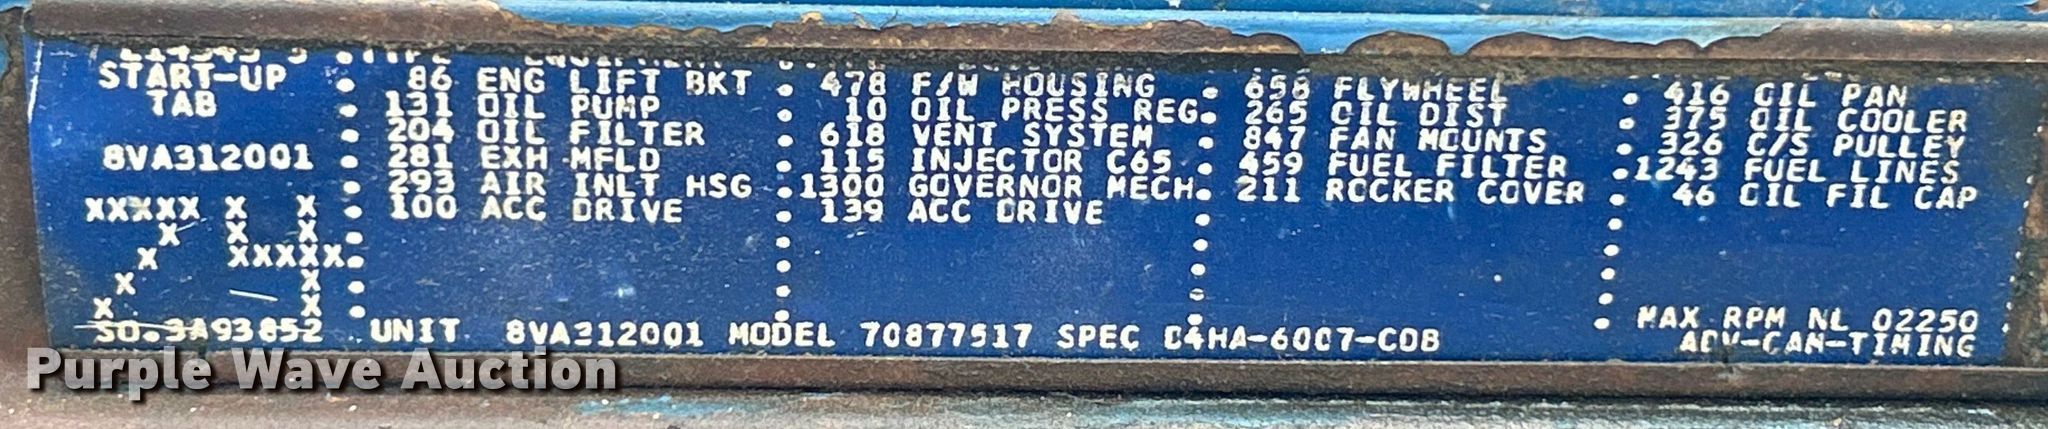 START-UP • 86 ENG LIFT BKT • 478 F/W HOUSING • 658 FLYWHEEL • 416 OIL PAN
TAB • 131 OIL PUMP • 10 OIL PRESS REG. • 265 OIL DIST • 375 OIL COOLER
• 204 OIL FILTER • 618 VENT SYSTEM • 847 FAN MOUNTS • 326 C/S PULLEY
8VA312001 • 281 EXH MFLD • 115 INJECTOR C65 • 459 FUEL FILTER • 1243 FUEL LINES
• 293 AIR INLT HSG • 1300 GOVERNOR MECH. • 211 ROCKER COVER • 46 OIL FIL CAP
XXXXX X X • 100 ACC DRIVE • 139 ACC DRIVE
X X X
X XXXXX
X X
X X
MAX RPM NL 02250
SO.3A93852 UNIT 8VA312001 MODEL 70877517 SPEC D4HA-6007-COB ADV-CAM-TIMING
Purple Wave Auction